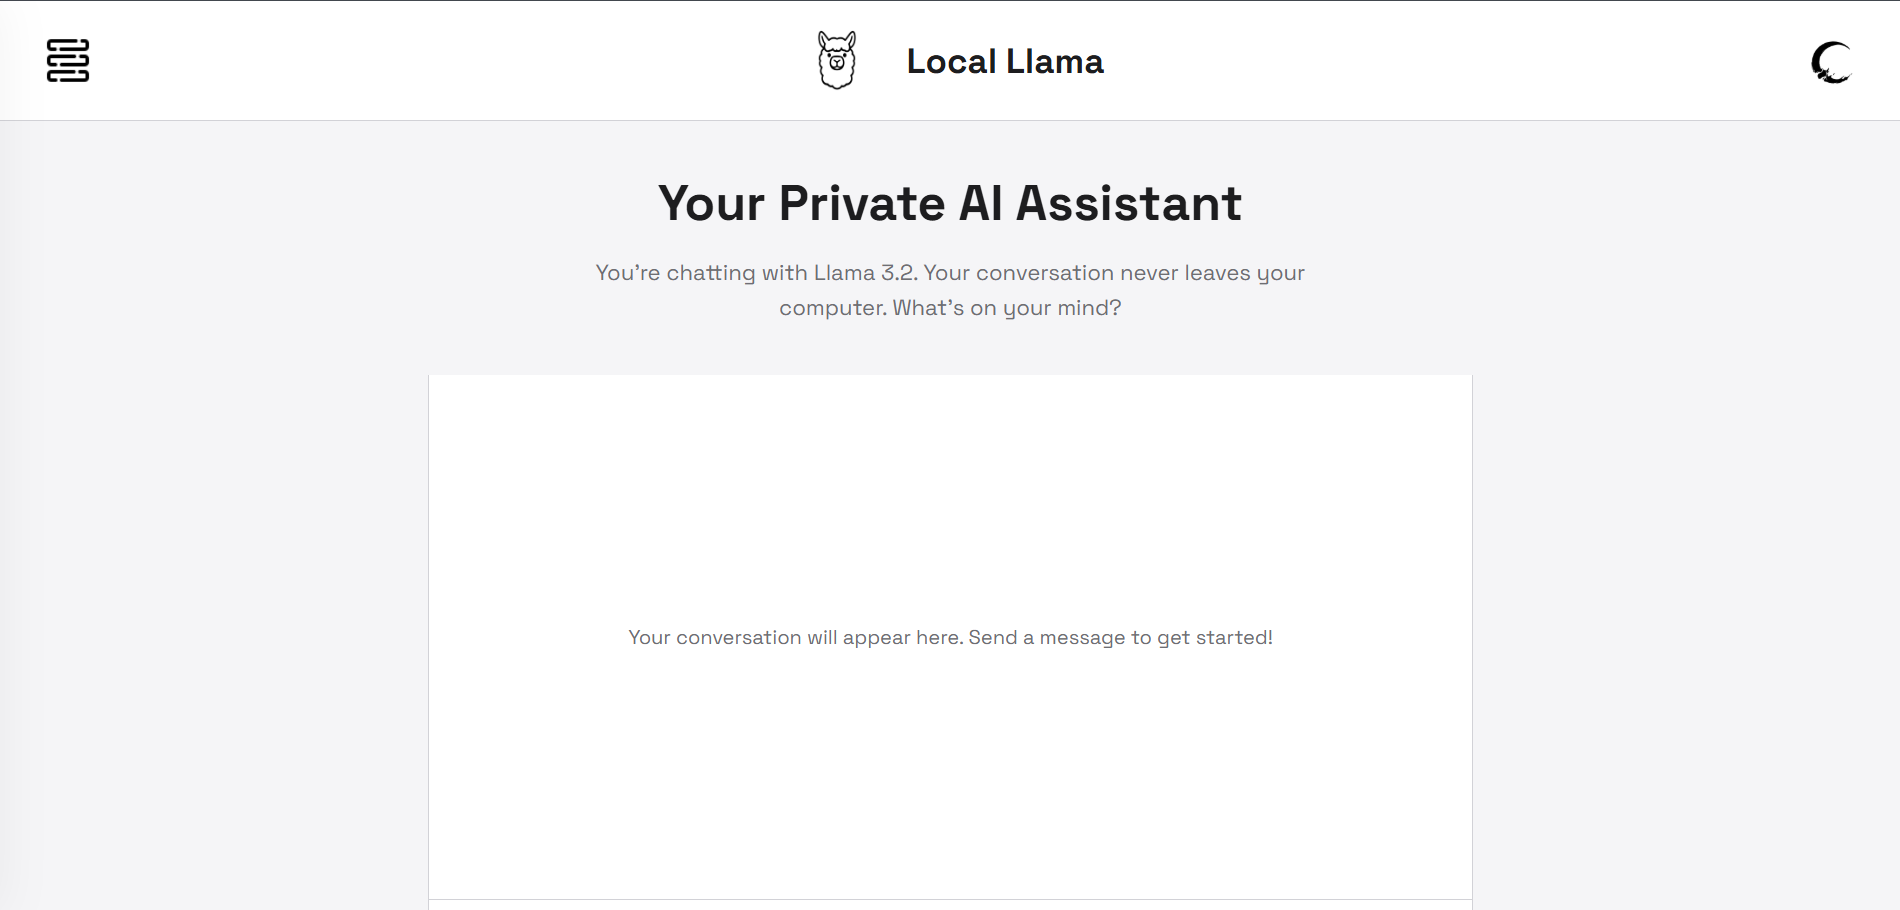 Local Llama
Your Private AI Assistant
You're chatting with Llama 3.2. Your conversation never leaves your
computer. What's on your mind?
Your conversation will appear here. Send a message to get started!